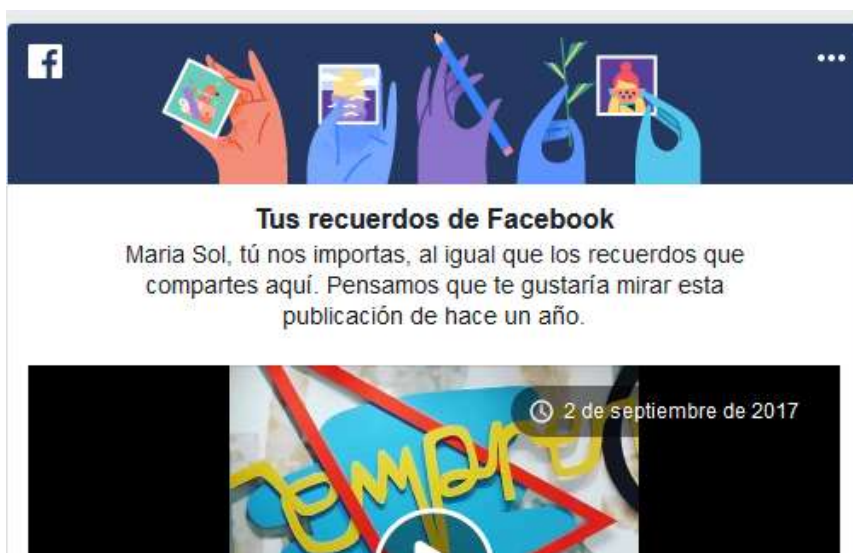 Tus recuerdos de Facebook
Maria Sol, tú nos importas, al igual que los recuerdos que
compartes aquí. Pensamos que te gustaría mirar esta
publicación de hace un año.
2 de septiembre de 2017